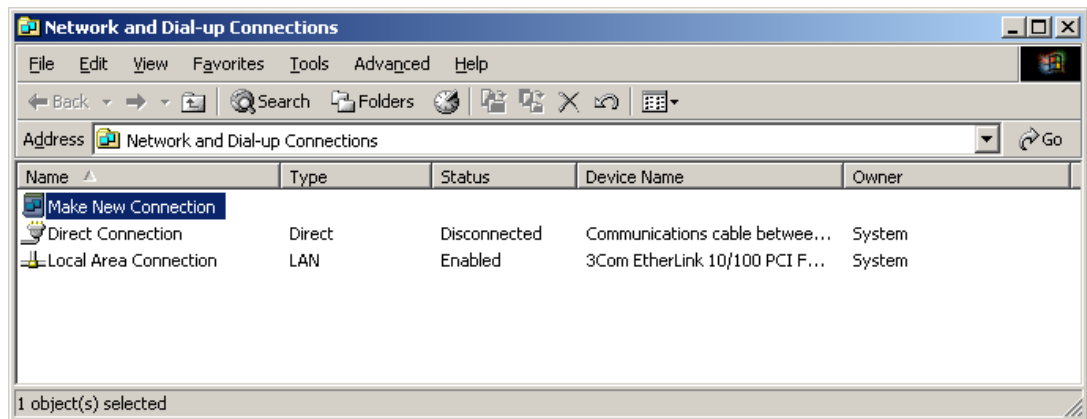 Network and Dial-up Connections
File Edit View Favorites Tools Advanced Help
Back Search Folders
Address Network and Dial-up Connections Go
Name Type Status Device Name Owner
Make New Connection
Direct Connection Direct Disconnected Communications cable betwee... System
Local Area Connection LAN Enabled 3Com EtherLink 10/100 PCI F... System
1 object(s) selected